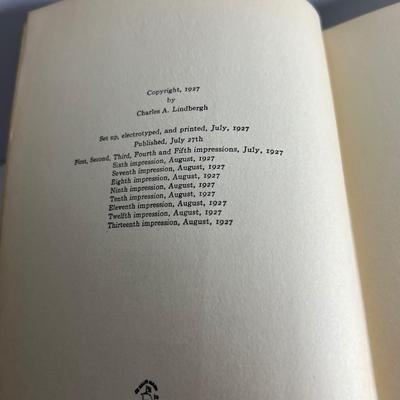 Copyright, 1927
by
Charles A. Lindbergh
Set up, electrotyped, and printed, July, 1927
Published, July 27th
First, Second, Third, Fourth and Fifth impressions, July, 1927
Sixth impression, August, 1927
Seventh impression, August, 1927
Eighth impression, August, 1927
Ninth impression, August, 1927
Tenth impression, August, 1927
Eleventh impression, August, 1927
Twelfth impression, August, 1927
Thirteenth impression, August, 1927